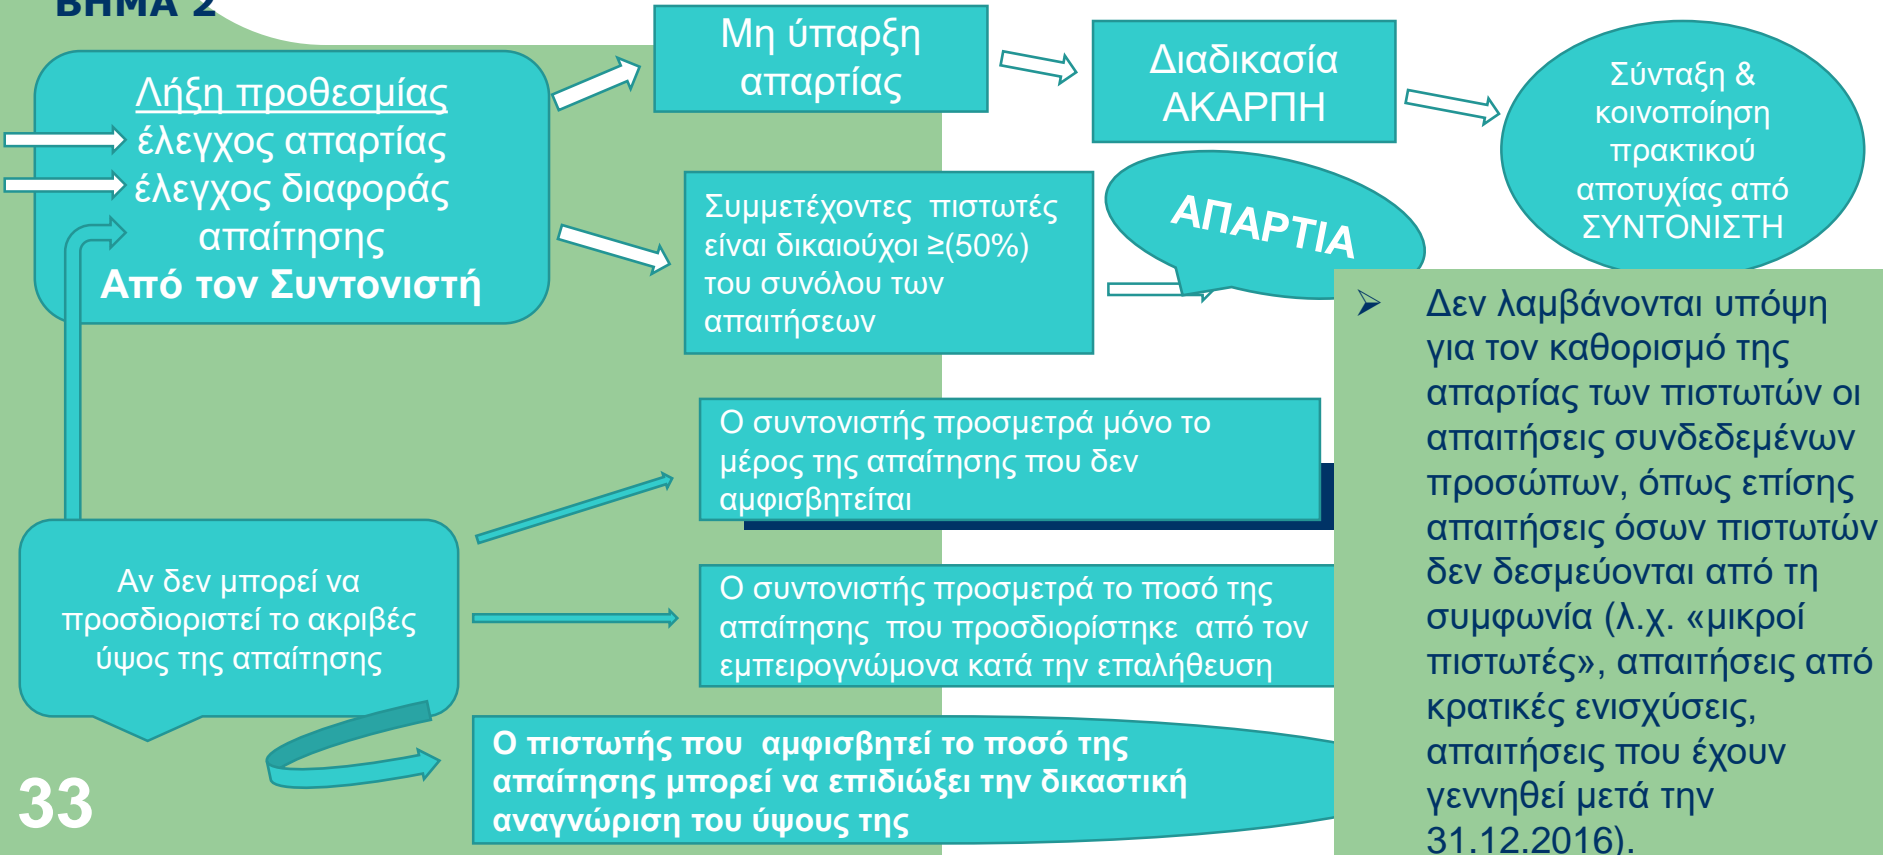 ΒΗΜΑ 2
Λήξη προθεσμίας
έλεγχος απαρτίας
έλεγχος διαφοράς
απαίτησης
Από τον Συντονιστή
Μη ύπαρξη
απαρτίας
Διαδικασία
ΑΚΑΡΠΗ
Σύνταξη &
κοινοποίηση
πρακτικού
αποτυχίας από
ΣΥΝΤΟΝΙΣΤΗ
Συμμετέχοντες πιστωτές
είναι δικαιούχοι ≥(50%)
του συνόλου των
απαιτήσεων
ΑΠΑΡΤΙΑ
Αν δεν μπορεί να
προσδιοριστεί το ακριβές
ύψος της απαίτησης
Ο συντονιστής προσμετρά μόνο το
μέρος της απαίτησης που δεν
αμφισβητείται
Ο συντονιστής προσμετρά το ποσό της
απαίτησης που προσδιορίστηκε από τον
εμπειρογνώμονα κατά την επαλήθευση
Ο πιστωτής που αμφισβητεί το ποσό της
απαίτησης μπορεί να επιδιώξει την δικαστική
αναγνώριση του ύψους της
➢ Δεν λαμβάνονται υπόψη
για τον καθορισμό της
απαρτίας των πιστωτών οι
απαιτήσεις συνδεδεμένων
προσώπων, όπως επίσης
απαιτήσεις όσων πιστωτών
δεν δεσμεύονται από τη
συμφωνία (λ.χ. «μικροί
πιστωτές», απαιτήσεις από
κρατικές ενισχύσεις,
απαιτήσεις που έχουν
γεννηθεί μετά την
31.12.2016).
33